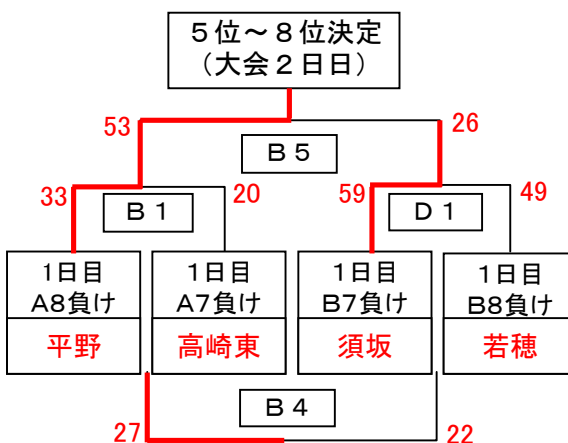 5位～8位決定
（大会2日日）
53
26
B5
33
20
59
49
B1
D1
1日目
A8負け
平野
1日目
A7負け
高崎東
1日目
B7負け
須坂
1日目
B8負け
若穂
B4
27
22